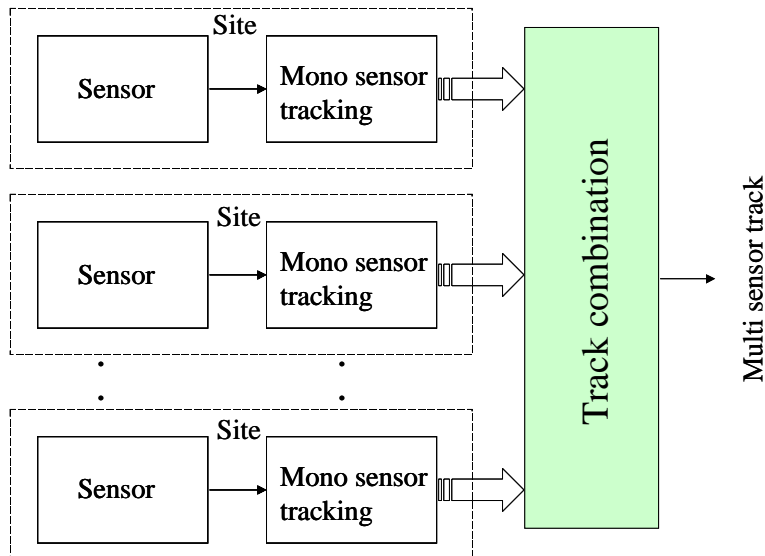 Site
Sensor
Mono sensor
tracking
Site
Sensor
Mono sensor
tracking
Site
Sensor
Mono sensor
tracking
Track combination
Multi sensor track